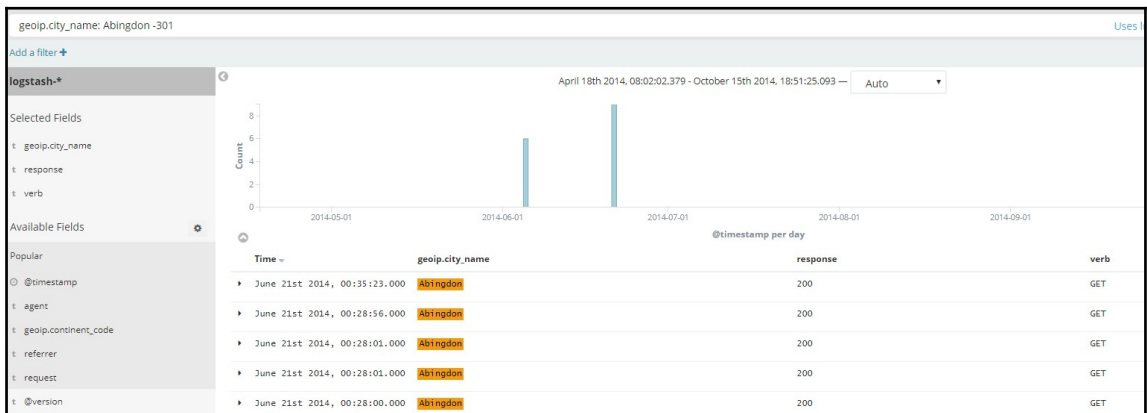 geoip.city_name: Abingdon -301
Uses
Add a filter +
logstash-*
April 18th 2014, 08:02:02.379 - October 15th 2014, 18:51:25.093 — Auto
Selected Fields
t geoip.city_name
t response
t verb
Available Fields
Popular
@timestamp
t agent
t geoip.continent_code
t referrer
t request
t @version
Count
8
6
4
2
0
2014-05-01 2014-06-01 2014-07-01 2014-08-01 2014-09-01
@timestamp per day
Time geoip.city_name response verb
June 21st 2014, 00:35:23.000 Abingdon 200 GET
June 21st 2014, 00:28:56.000 Abingdon 200 GET
June 21st 2014, 00:28:01.000 Abingdon 200 GET
June 21st 2014, 00:28:01.000 Abingdon 200 GET
June 21st 2014, 00:28:00.000 Abingdon 200 GET